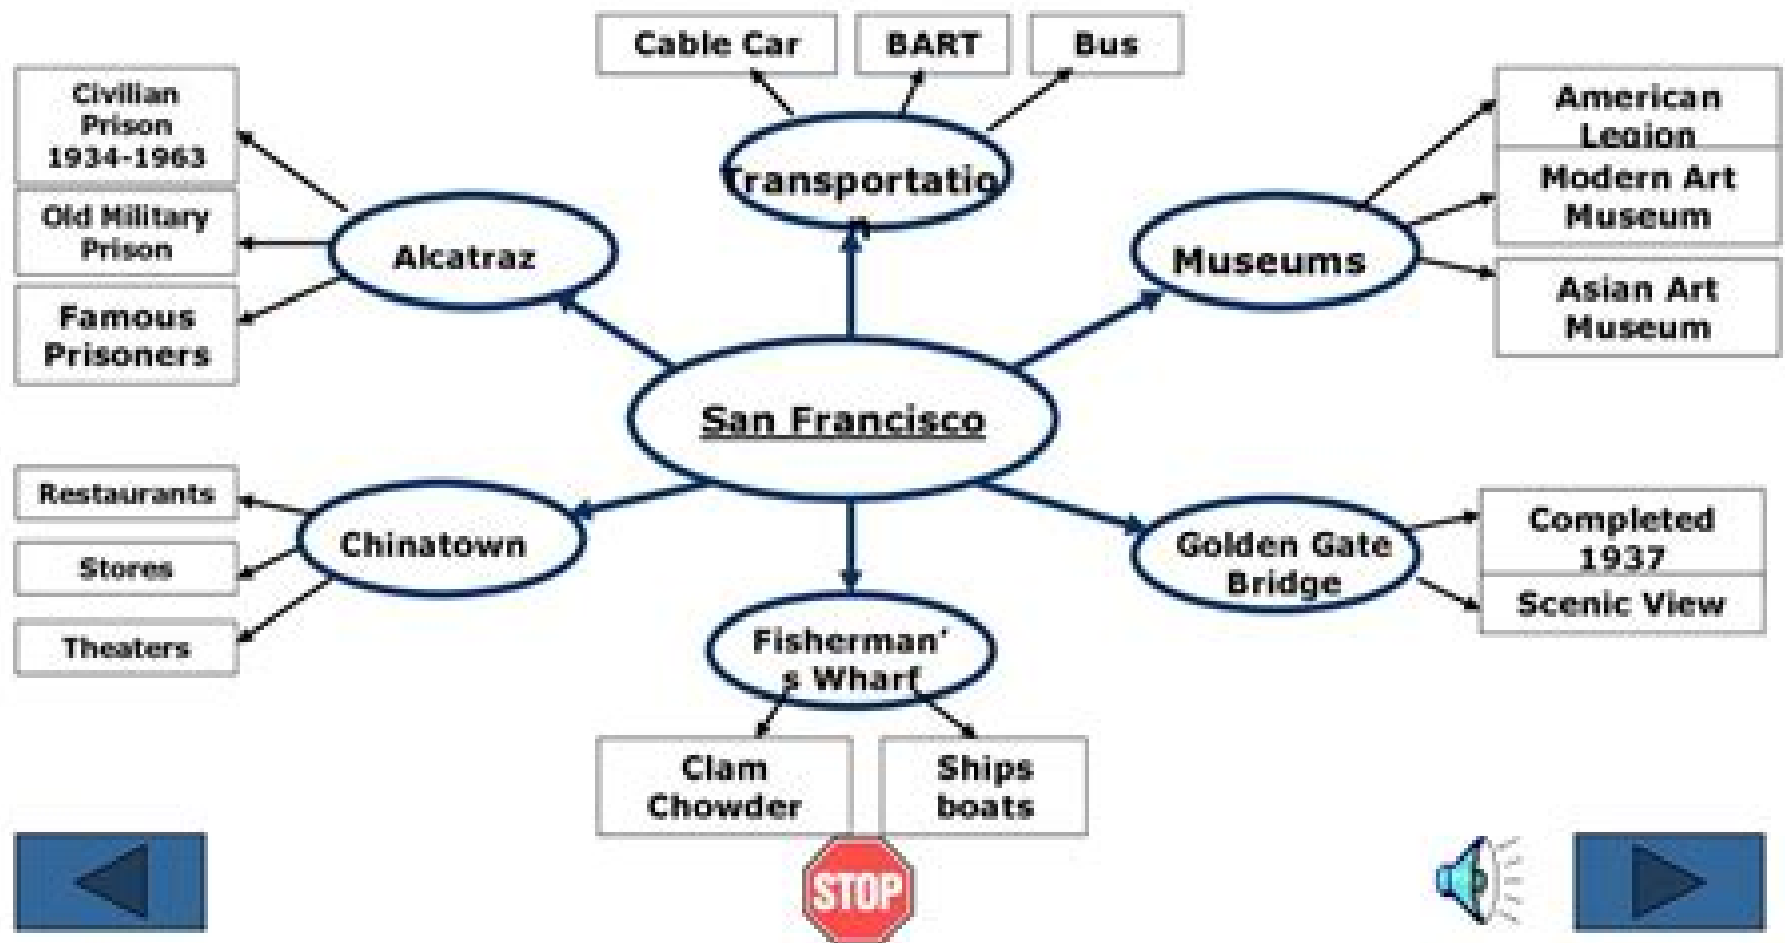 Cable Car
BART
Bus
Civilian
Prison
1934-1963
Old Military
Prison
Famous
Prisoners
Alcatraz
Transportatio
n
Museums
American
Legion
Modern Art
Museum
Asian Art
Museum
San Francisco
Restaurants
Stores
Theaters
Chinatown
Fisherman'
s Wharf
Golden Gate
Bridge
Completed
1937
Scenic View
Clam
Chowder
Ships
boats
STOP